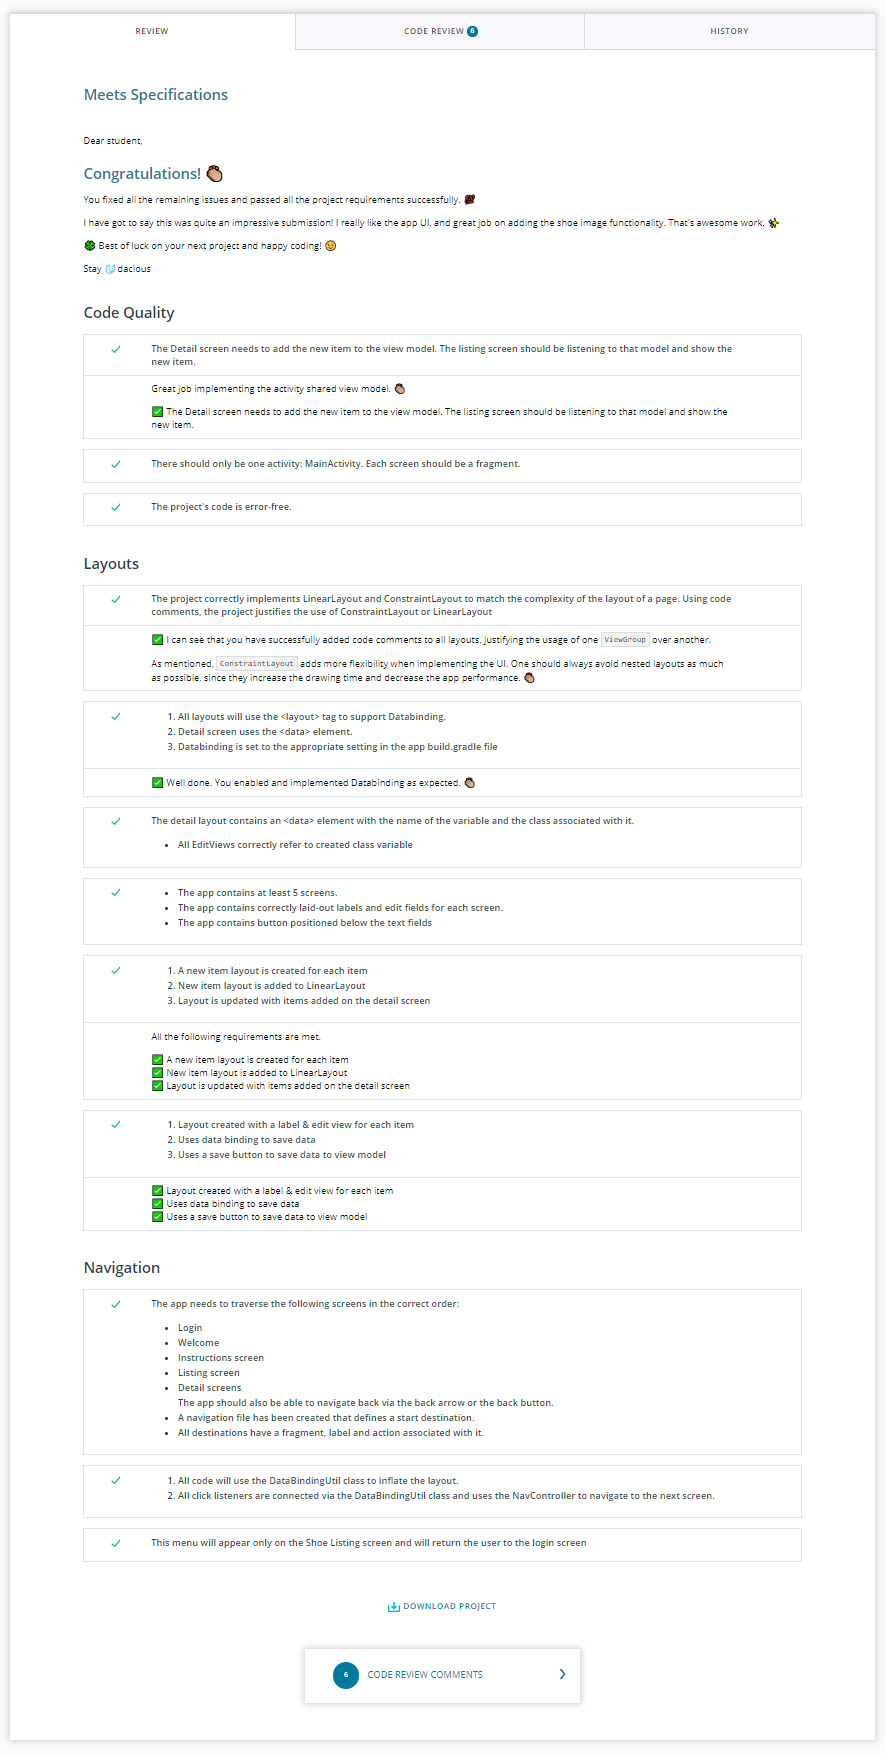 REVIEW
CODE REVIEW 6
HISTORY
Meets Specifications
Dear student,
Congratulations! 👏
You fixed all the remaining issues and passed all the project requirements successfully.
I have got to say this was quite an impressive submission! I really like the app UI, and great job on adding the shoe image functionality. That's awesome work.
🍀 Best of luck on your next project and happy coding! 😉
Stay dacious
Code Quality
The Detail screen needs to add the new item to the view model. The listing screen should be listening to that model and show the
new item.
Great job implementing the activity shared view model. 👏
✅ The Detail screen needs to add the new item to the view model. The listing screen should be listening to that model and show the
new item.
There should only be one activity: MainActivity. Each screen should be a fragment.
The project's code is error-free.
Layouts
The project correctly implements LinearLayout and ConstraintLayout to match the complexity of the layout of a page. Using code
comments, the project justifies the use of ConstraintLayout or LinearLayout
✅ I can see that you have successfully added code comments to all layouts, justifying the usage of one ViewGroup over another.
As mentioned, ConstraintLayout adds more flexibility when implementing the UI. One should always avoid nested layouts as much
as possible, since they increase the drawing time and decrease the app performance. 👏
1. All layouts will use the <layout> tag to support Databinding.
2. Detail screen uses the <data> element.
3. Databinding is set to the appropriate setting in the app build.gradle file
✅ Well done. You enabled and implemented Databinding as expected. 👏
The detail layout contains an <data> element with the name of the variable and the class associated with it.
• All EditViews correctly refer to created class variable
• The app contains at least 5 screens.
• The app contains correctly laid-out labels and edit fields for each screen.
• The app contains button positioned below the text fields
1. A new item layout is created for each item
2. New item layout is added to LinearLayout
3. Layout is updated with items added on the detail screen
All the following requirements are met.
✅ A new item layout is created for each item
✅ New item layout is added to LinearLayout
✅ Layout is updated with items added on the detail screen
1. Layout created with a label & edit view for each item
2. Uses data binding to save data
3. Uses a save button to save data to view model
✅ Layout created with a label & edit view for each item
✅ Uses data binding to save data
✅ Uses a save button to save data to view model
Navigation
The app needs to traverse the following screens in the correct order:
• Login
• Welcome
• Instructions screen
• Listing screen
• Detail screens
The app should also be able to navigate back via the back arrow or the back button.
• A navigation file has been created that defines a start destination.
• All destinations have a fragment, label and action associated with it.
1. All code will use the DataBindingUtil class to inflate the layout.
2. All click listeners are connected via the DataBindingUtil class and uses the NavController to navigate to the next screen.
This menu will appear only on the Shoe Listing screen and will return the user to the login screen
DOWNLOAD PROJECT
6 CODE REVIEW COMMENTS